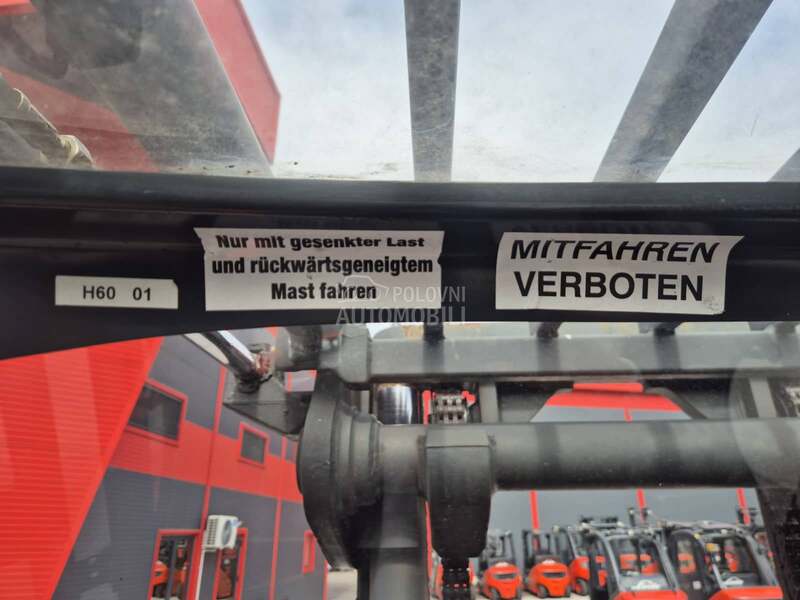 Nur mit gesenkter Last
und rückwärtsgeneigtem
Mast fahren
MITFAHREN
VERBOTEN
H60 01
POLOVNI
AUTOMOBILI